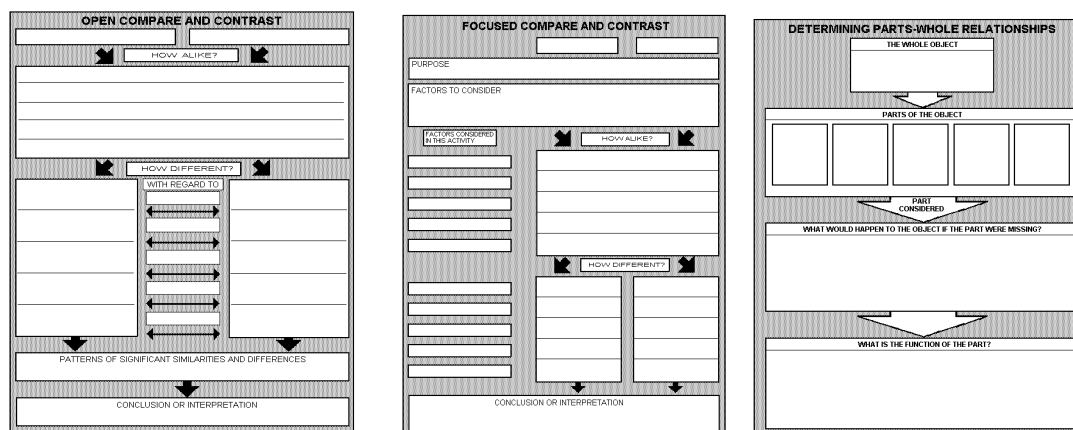 OPEN COMPARE AND CONTRAST
HOW ALIKE?
HOW DIFFERENT?
WITH REGARD TO
PATTERNS OF SIGNIFICANT SIMILARITIES AND DIFFERENCES
CONCLUSION OR INTERPRETATION
FOCUSED COMPARE AND CONTRAST
PURPOSE
FACTORS TO CONSIDER
FACTORS CONSIDERED
IN THIS ACTIVITY
HOW ALIKE?
HOW DIFFERENT?
CONCLUSION OR INTERPRETATION
DETERMINING PARTS-WHOLE RELATIONSHIPS
THE WHOLE OBJECT
PARTS OF THE OBJECT
PART
CONSIDERED
WHAT WOULD HAPPEN TO THE OBJECT IF THE PART WERE MISSING?
WHAT IS THE FUNCTION OF THE PART?